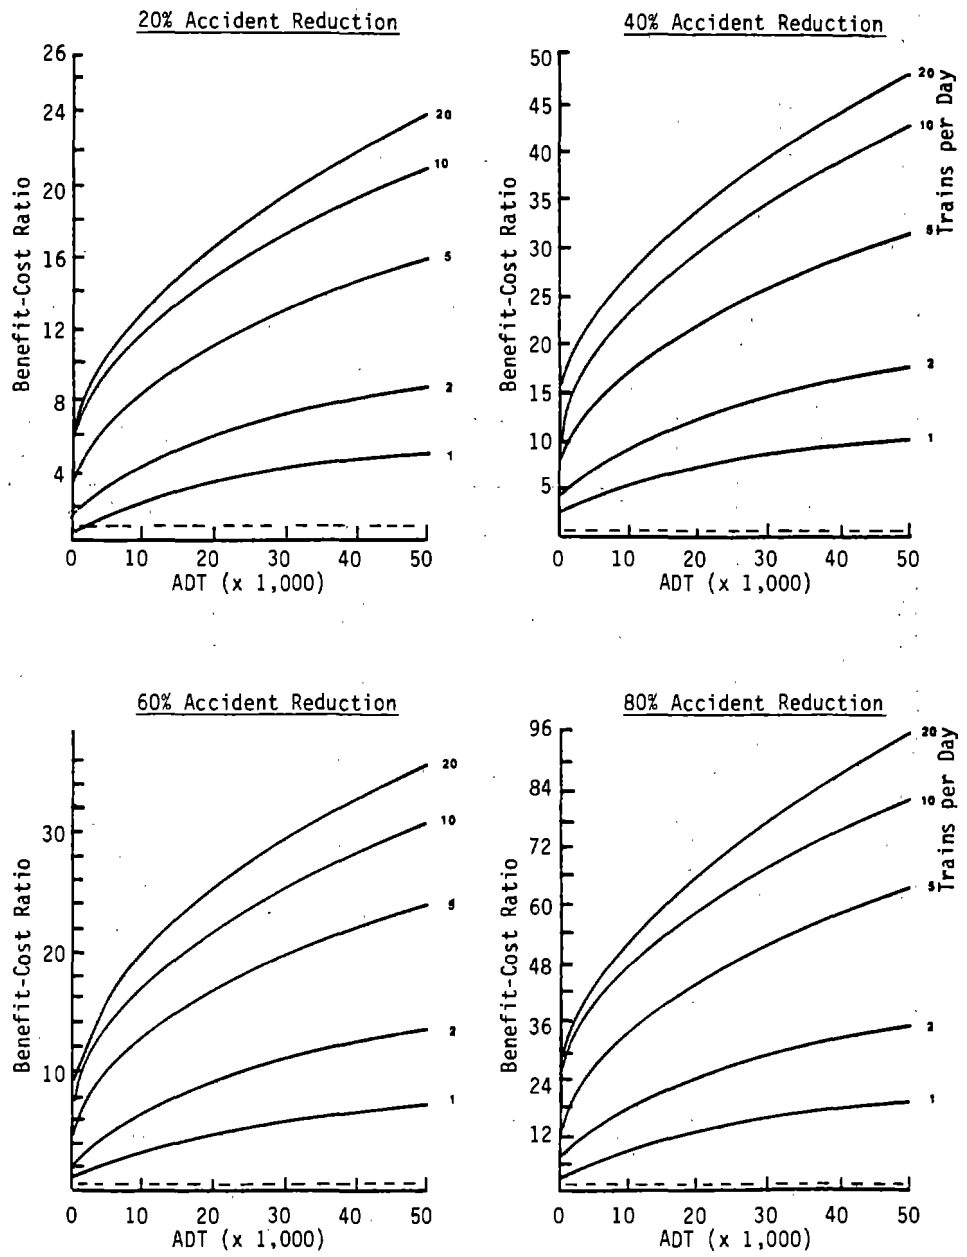 20% Accident Reduction
26
24
20
16
12
8
4
Benefit-Cost Ratio
20
10
5
2
1
0 10 20 30 40 50
ADT (x 1,000)
40% Accident Reduction
50
45
40
35
30
25
20
15
10
5
Benefit-Cost Ratio
20
10
5
2
1
Trains per Day
0 10 20 30 40 50
ADT (x 1,000)
60% Accident Reduction
30
20
10
Benefit-Cost Ratio
20
10
5
2
1
0 10 20 30 40 50
ADT (x 1,000)
80% Accident Reduction
96
84
72
60
48
36
24
12
Benefit-Cost Ratio
20
10
5
2
1
Trains per Day
0 10 20 30 40 50
ADT (x 1,000)